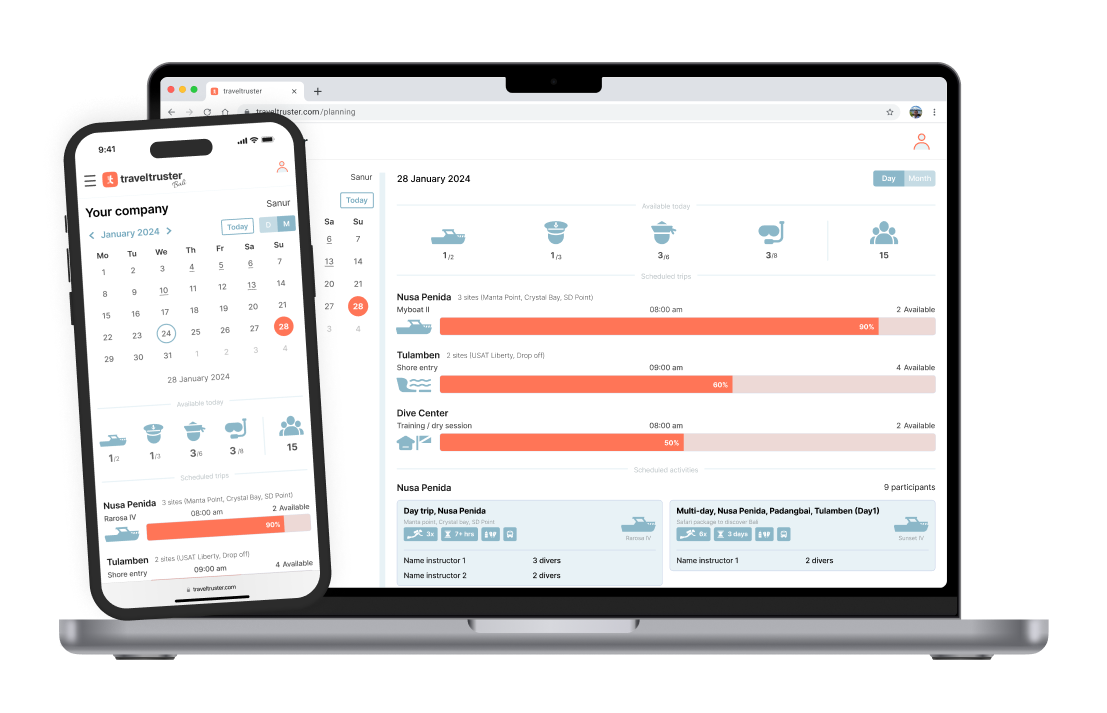 traveltruster
traveltruster.com/planning
Sanur
Today
Sa Su
6 7
13 14
20 21
27 28
3 4
28 January 2024
Day Month
Available today
1/2 1/3 3/6 3/8 15
Scheduled trips
Nusa Penida 3 sites (Manta Point, Crystal Bay, SD Point)
Myboat II 08:00 am 2 Available
90%
Tulamben 2 sites (USAT Liberty, Drop off)
Shore entry 09:00 am 4 Available
60%
Dive Center
Training / dry session 08:00 am 2 Available
50%
Scheduled activities
Nusa Penida 9 participants
Day trip, Nusa Penida
Manta point, Crystal bay, SD Point
3x 7+ hrs
Rarosa IV
Name instructor 1 3 divers
Name instructor 2 2 divers
Multi-day, Nusa Penida, Padangbai, Tulamben (Day1)
Safari package to discover Bali
6x 3 days
Sunset IV
Name instructor 1 2 divers
9:41
traveltruster
Bali
Your company Sanur
January 2024 Today D M
Mo Tu We Th Fr Sa Su
1 2 3 4 5 6 7
8 9 10 11 12 13 14
15 16 17 18 19 20 21
22 23 24 25 26 27 28
29 30 31 1 2 3 4
28 January 2024
Available today
1/2 1/3 3/6 3/8 15
Scheduled trips
Nusa Penida 3 sites (Manta Point, Crystal Bay, SD Point)
Rarosa IV 08:00 am 2 Available
90%
Tulamben 2 sites (USAT Liberty, Drop off)
Shore entry 09:00 am 4 Available
traveltruster.com